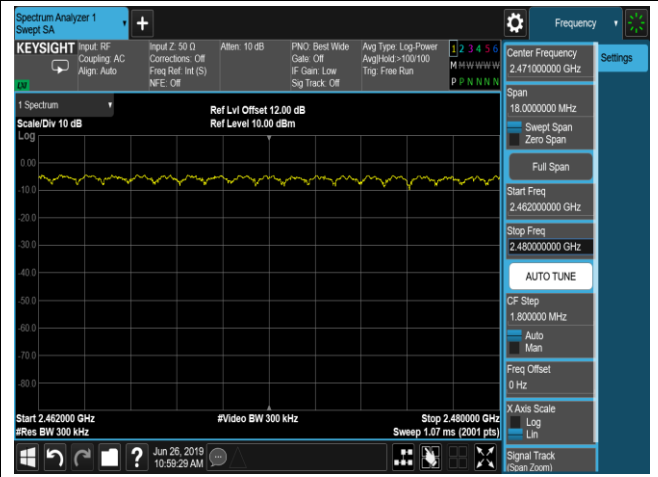 Spectrum Analyzer 1
Swept SA
+
Frequency
KEYSIGHT
Input: RF
Coupling: AC
Align: Auto
Input Z: 50 Ω
Corrections: Off
Freq Ref: Int (S)
NFE: Off
Atten: 10 dB
PNO: Best Wide
Gate: Off
IF Gain: Low
Sig Track: Off
Avg Type: Log-Power
Avg|Hold:>100/100
Trig: Free Run
1 2 3 4 5 6
M W W W W W
P P N N N N
LXI
1 Spectrum
Scale/Div 10 dB
Ref Lvl Offset 12.00 dB
Ref Level 10.00 dBm
Log
0.00
-10.0
-20.0
-30.0
-40.0
-50.0
-60.0
-70.0
-80.0
Start 2.462000 GHz
#Res BW 300 kHz
#Video BW 300 kHz
Stop 2.480000 GHz
Sweep 1.07 ms (2001 pts)
Center Frequency
2.471000000 GHz
Settings
Span
18.0000000 MHz
Swept Span
Zero Span
Full Span
Start Freq
2.462000000 GHz
Stop Freq
2.480000000 GHz
AUTO TUNE
CF Step
1.800000 MHz
Auto
Man
Freq Offset
0 Hz
X Axis Scale
Log
Lin
Signal Track
(Span Zoom)
?
Jun 26, 2019
10:59:29 AM